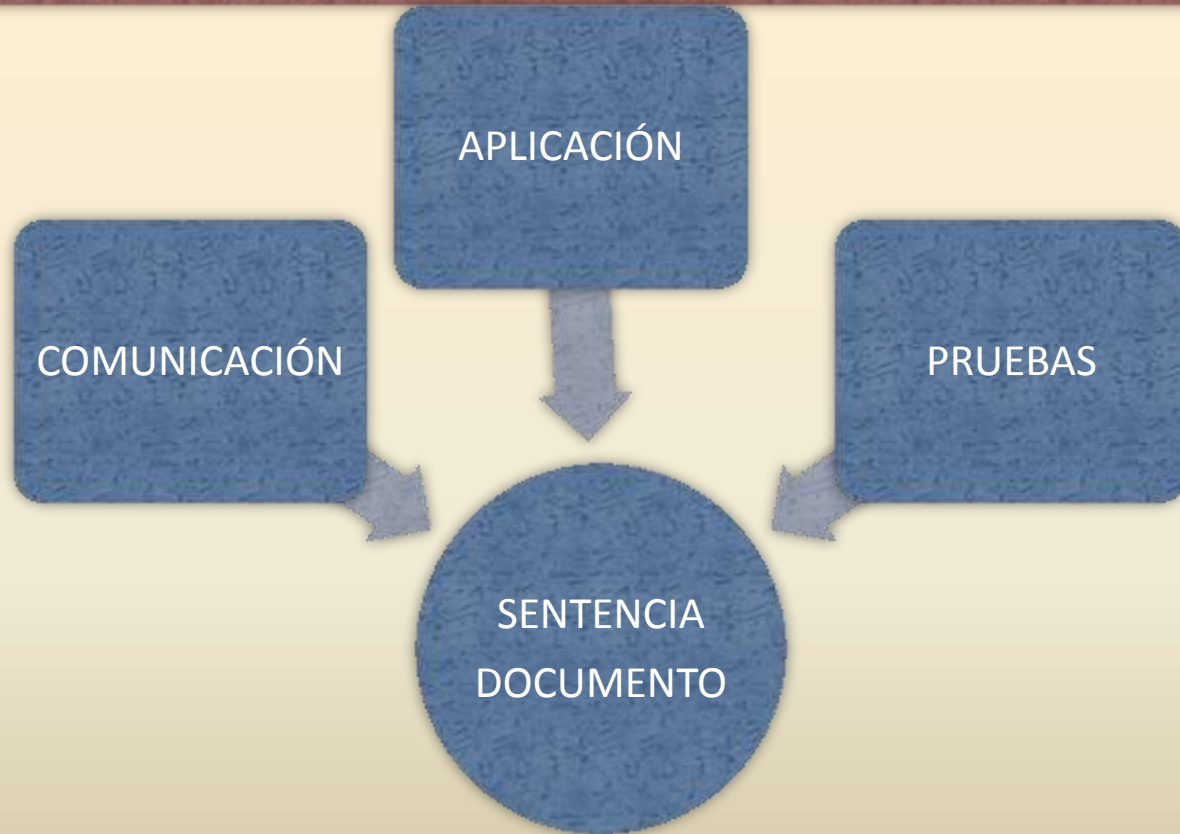 APLICACIÓN
COMUNICACIÓN
PRUEBAS
SENTENCIA
DOCUMENTO